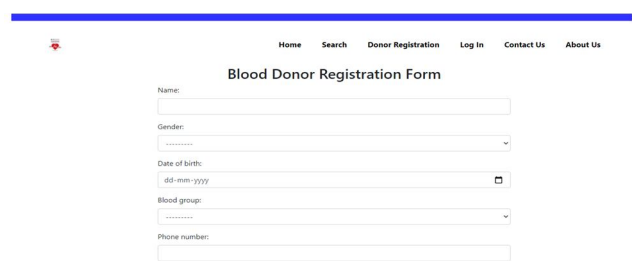 Home Search Donor Registration Log In Contact Us About Us
Blood Donor Registration Form
Name:
Gender:
---------
Date of birth:
dd-mm-yyyy
Blood group:
---------
Phone number: